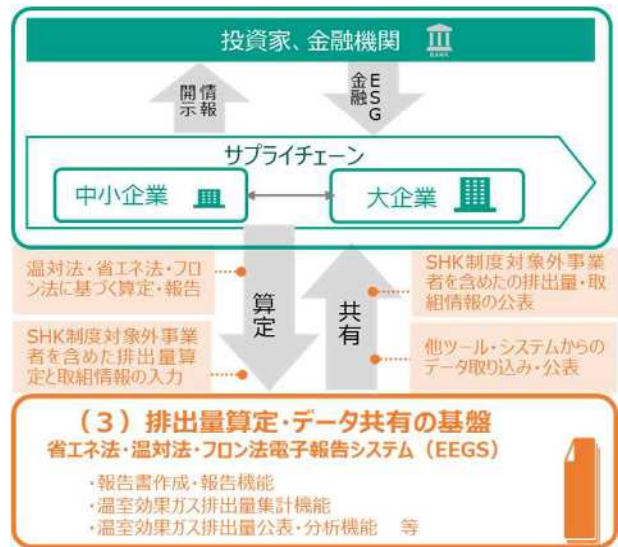 投資家、金融機関
情報
開示
ESG
金融
サプライチェーン
中小企業
大企業
温対法・省エネ法・フロ
ン法に基づく算定・報告
SHK制度対象外事業
者を含めたの排出量・取
組情報の公表
算定
共有
SHK制度対象外事業
者を含めた排出量算
定と取組情報の入力
他ツール・システムからの
データ取り込み・公表
（３）排出量算定・データ共有の基盤
省エネ法・温対法・フロン法電子報告システム（EEGS）
・報告書作成・報告機能
・温室効果ガス排出量集計機能
・温室効果ガス排出量公表・分析機能　等